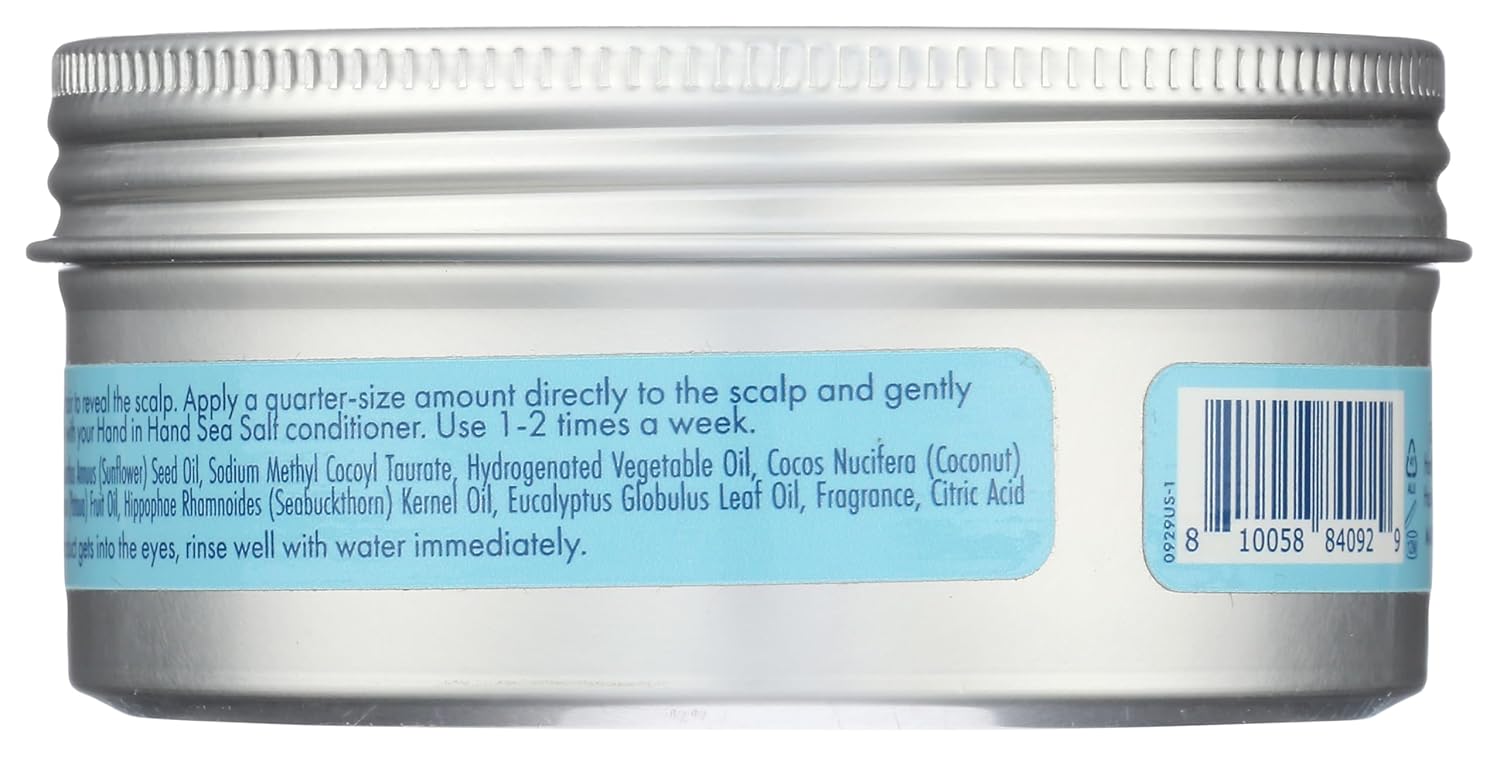 to reveal the scalp. Apply a quarter-size amount directly to the scalp and gently
with your Hand in Hand Sea Salt conditioner. Use 1-2 times a week.
Annuus (Sunflower) Seed Oil, Sodium Methyl Cocoyl Taurate, Hydrogenated Vegetable Oil, Cocos Nucifera (Coconut)
Fruit Oil, Hippophae Rhamnoides (Seabuckthorn) Kernel Oil, Eucalyptus Globulus Leaf Oil, Fragrance, Citric Acid
gets into the eyes, rinse well with water immediately.
0929US-1
8 10058 84092 9